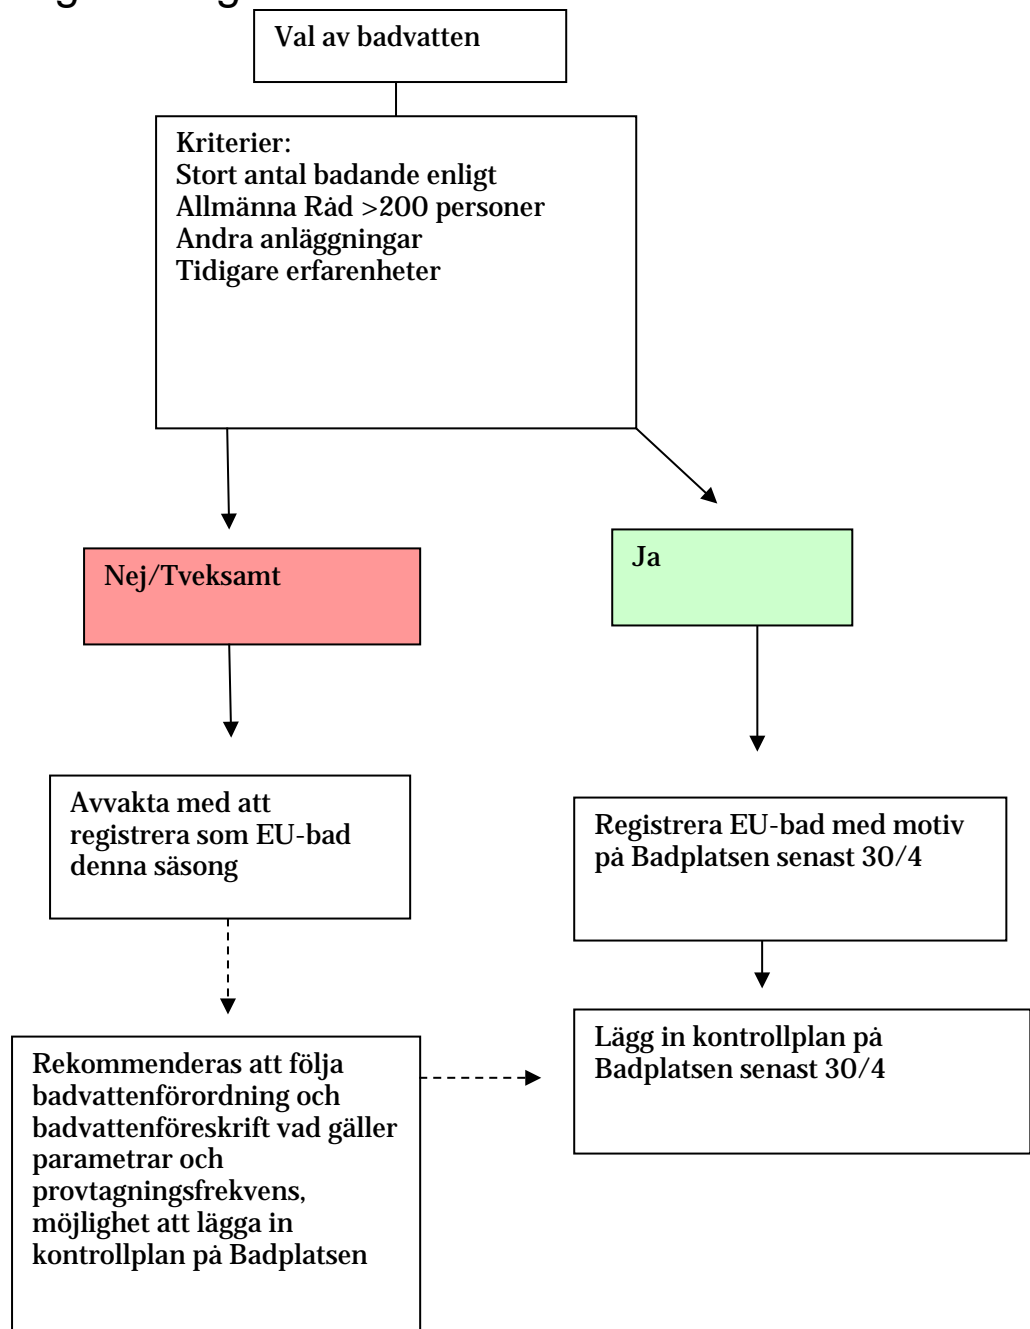 Val av badvatten
Kriterier:
Stort antal badande enligt
Allmänna Råd >200 personer
Andra anläggningar
Tidigare erfarenheter
Nej/Tveksamt
Ja
Avvakta med att
registrera som EU-bad
denna säsong
Registrera EU-bad med motiv
på Badplatsen senast 30/4
Rekommenderas att följa
badvattenförordning och
badvattenföreskrift vad gäller
parametrar och
provtagningsfrekvens,
möjlighet att lägga in
kontrollplan på Badplatsen
Lägg in kontrollplan på
Badplatsen senast 30/4